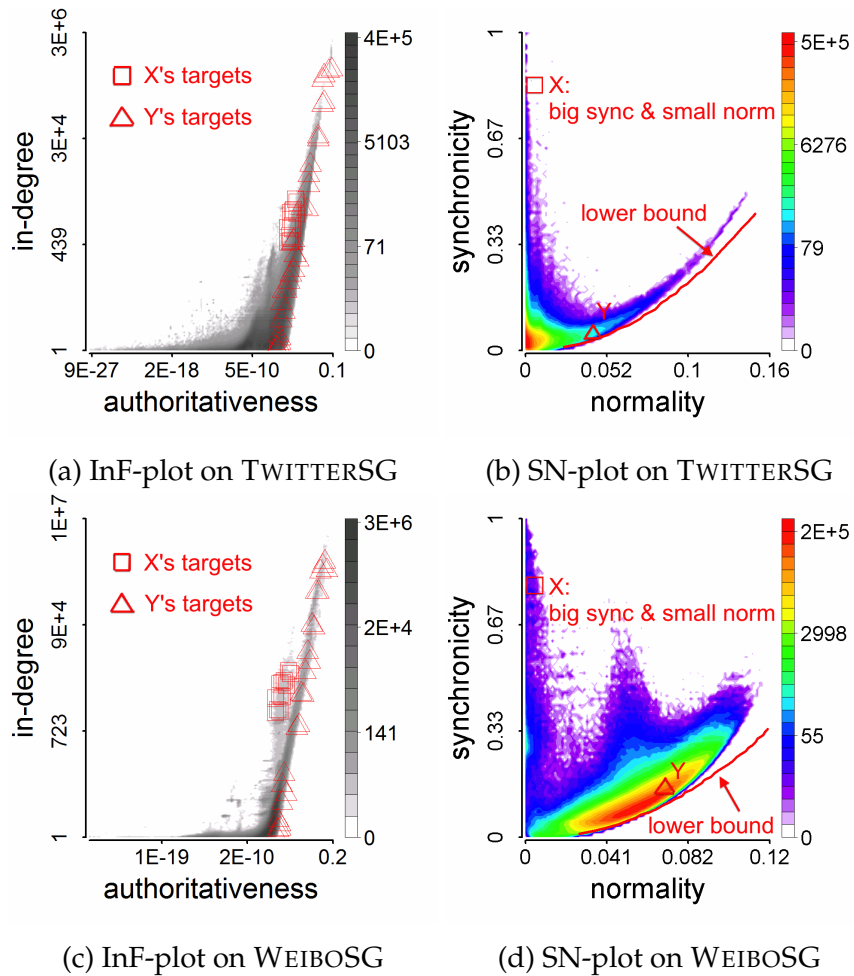 3E+6
3E+4
439
1
in-degree
X's targets
Y's targets
4E+5
5103
71
0
9E-27
2E-18
5E-10
0.1
authoritativeness
(a) InF-plot on TWITTERSG
1
0.67
0.33
0
synchronicity
X:
big sync & small norm
lower bound
Y
5E+5
6276
79
0
0
0.052
0.1
0.16
normality
(b) SN-plot on TWITTERSG
1E+7
9E+4
723
1
in-degree
X's targets
Y's targets
3E+6
2E+4
141
0
1E-19
2E-10
0.2
authoritativeness
(c) InF-plot on WEIBOSG
1
0.67
0.33
0
synchronicity
X:
big sync & small norm
Y
lower bound
2E+5
2998
55
0
0
0.041
0.082
0.12
normality
(d) SN-plot on WEIBOSG